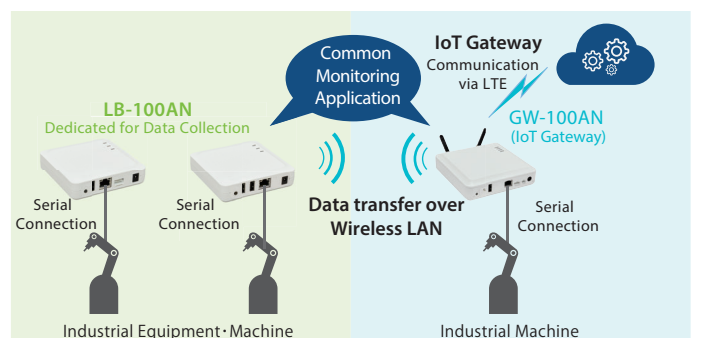 Common
Monitoring
Application
IoT Gateway
Communication
via LTE
LB-100AN
Dedicated for Data Collection
GW-100AN
(IoT Gateway)
Serial
Connection
Serial
Connection
Data transfer over
Wireless LAN
Serial
Connection
Industrial Equipment・Machine
Industrial Machine